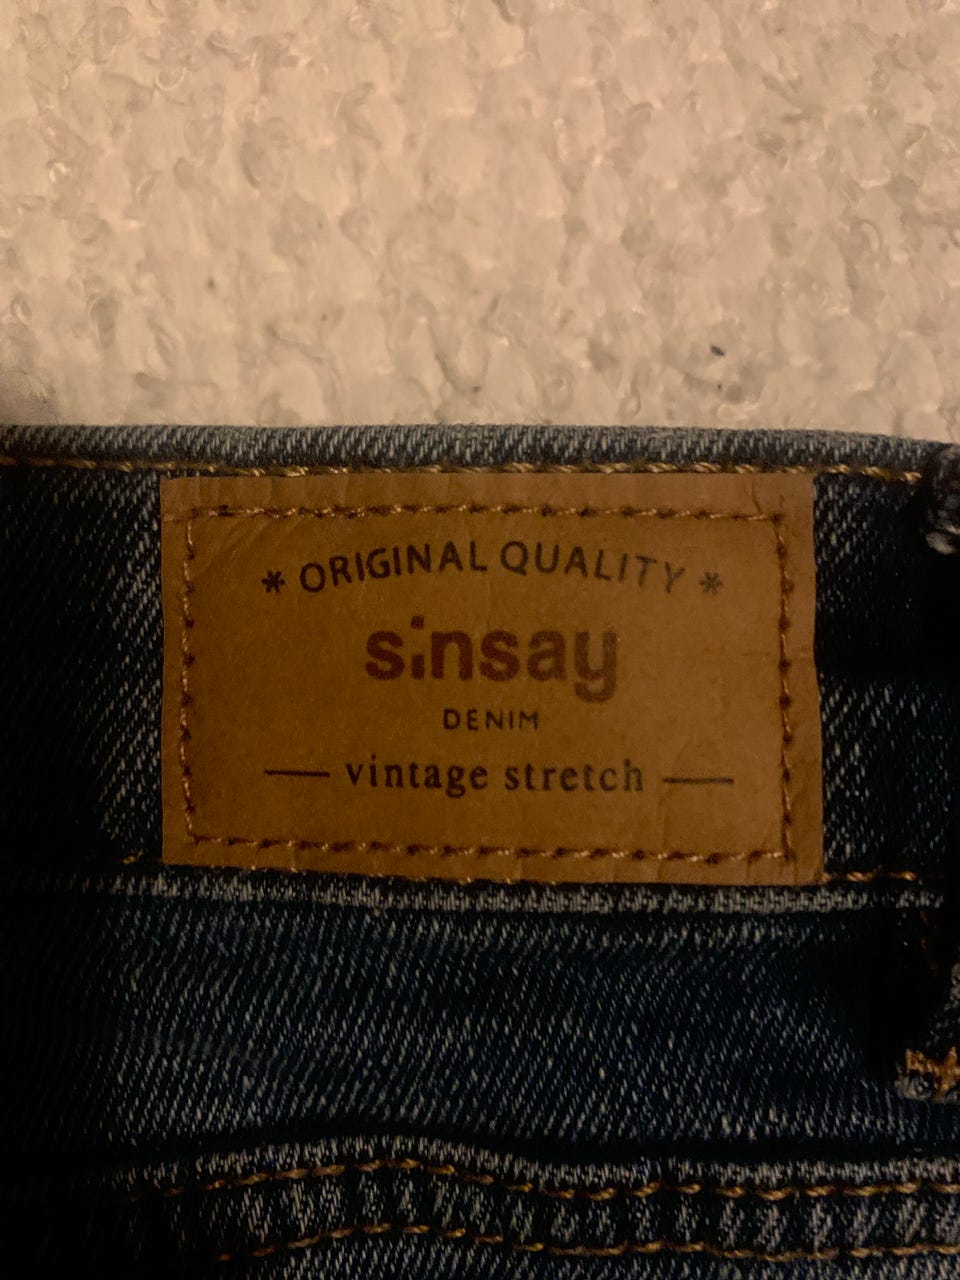 * ORIGINAL QUALITY *
sinsay
DENIM
— vintage stretch —